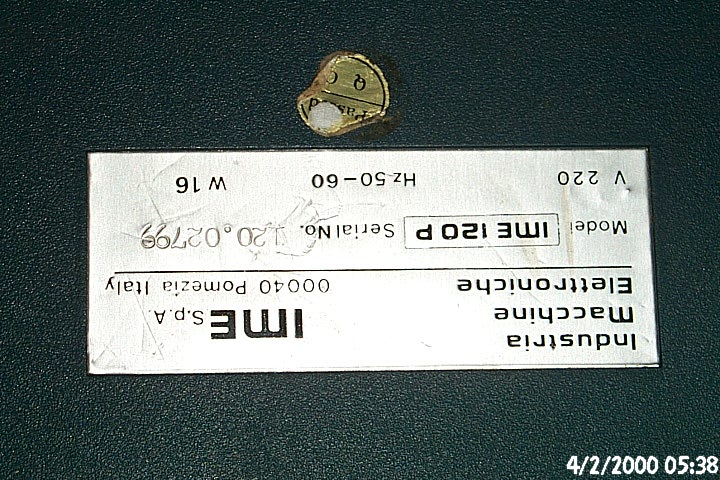 Industria
Macchine
Elettroniche
IME S.p.A.
00040 Pomezia Italy
Model IME 120 P Serial No. 120.02799
V 220 Hz 50-60 W 16
Passed
Q C
4/2/2000 05:38